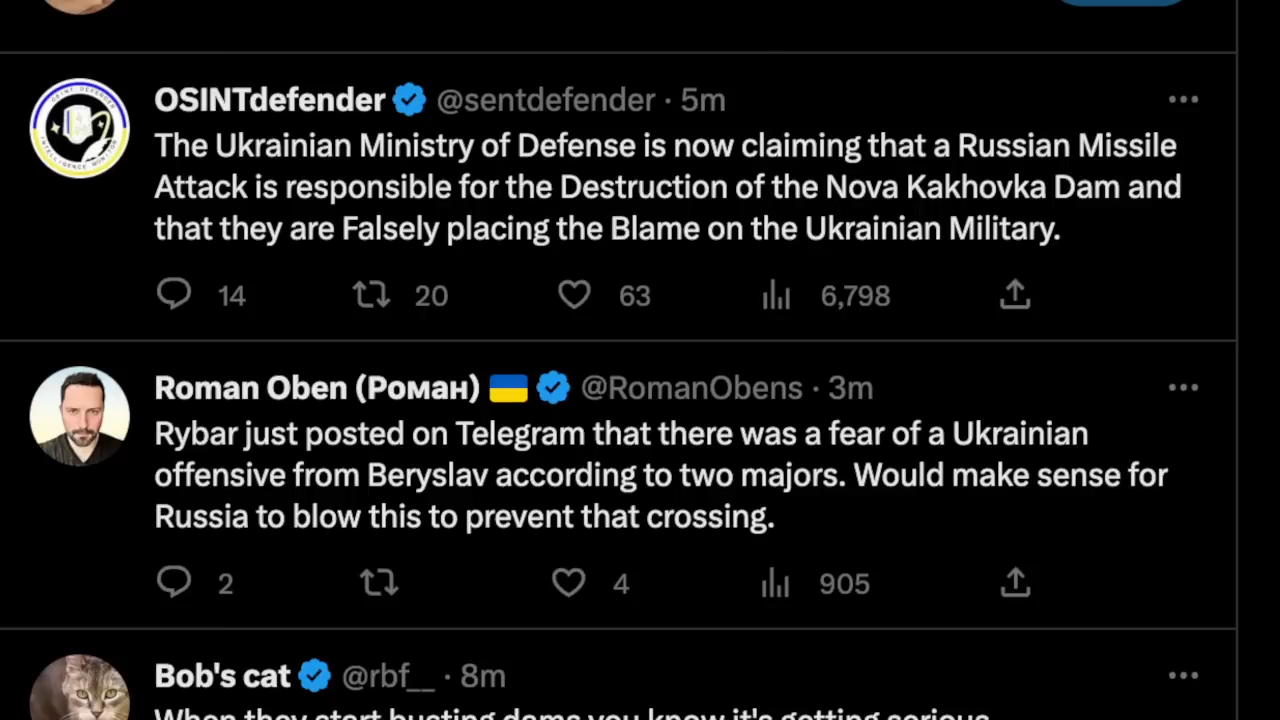 OSINTdefender @sentdefender · 5m
The Ukrainian Ministry of Defense is now claiming that a Russian Missile
Attack is responsible for the Destruction of the Nova Kakhovka Dam and
that they are Falsely placing the Blame on the Ukrainian Military.
14 20 63 6,798
Roman Oben (Роман) @RomanObens · 3m
Rybar just posted on Telegram that there was a fear of a Ukrainian
offensive from Beryslav according to two majors. Would make sense for
Russia to blow this to prevent that crossing.
2 4 905
Bob's cat @rbf__ · 8m
When they start busting dams you know it's getting serious